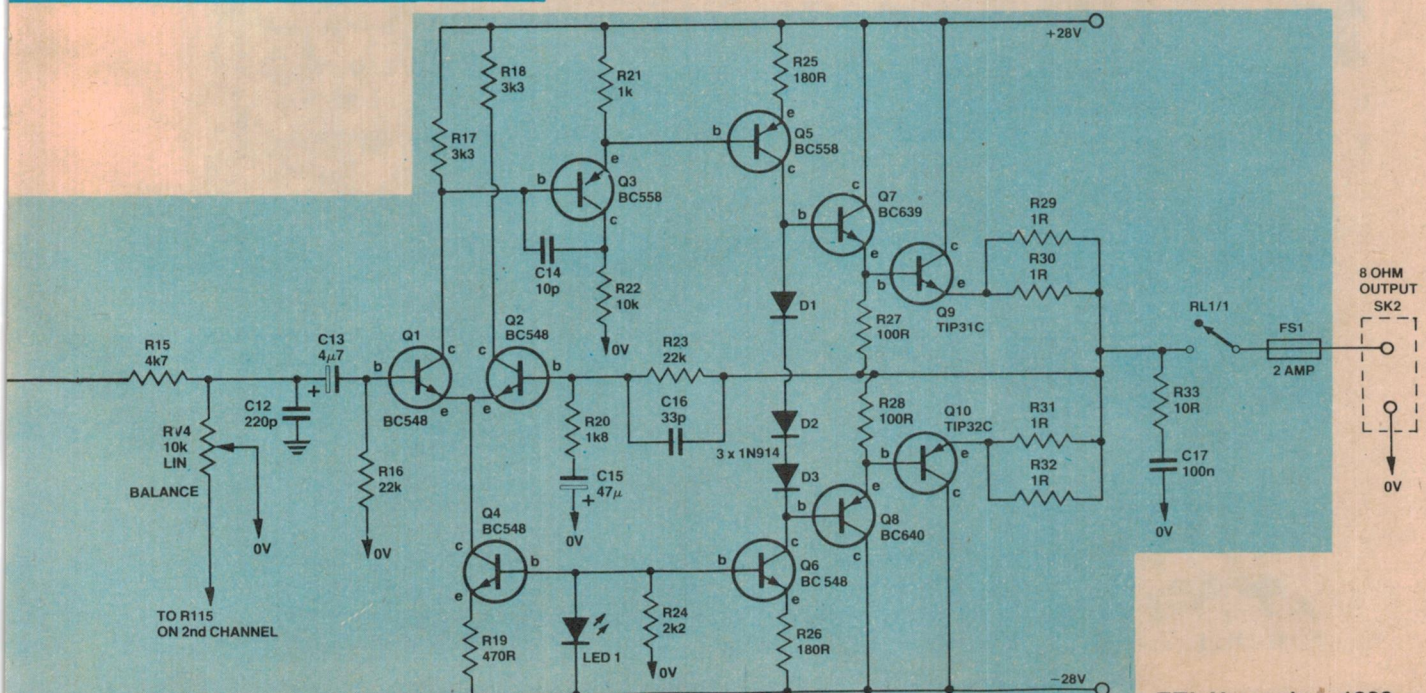 +28V
R18
3k3
R21
1k
R25
180R
R17
3k3
b
e
Q5
BC558
c
b
e
Q3
BC558
c
C14
10p
R22
10k
0V
c
Q7
BC639
b
e
b
c
e
Q9
TIP31C
R29
1R
R30
1R
D1
R27
100R
8 OHM
OUTPUT
SK2
RL1/1
FS1
2 AMP
0V
R15
4k7
C13
4μ7
+
C12
220p
RV4
10k
LIN
BALANCE
0V
TO R115
ON 2nd CHANNEL
Q1
b
c
BC548
e
R16
22k
0V
Q2
BC548
c
b
e
R23
22k
C16
33p
R20
1k8
C15
47μ
+
0V
D2
3 x 1N914
D3
R28
100R
Q10
TIP32C
b
e
c
R31
1R
R32
1R
R33
10R
C17
100n
0V
e
b
Q8
BC640
c
Q4
BC548
c
b
e
R19
470R
LED 1
R24
2k2
0V
b
c
Q6
BC 548
e
R26
180R
−28V